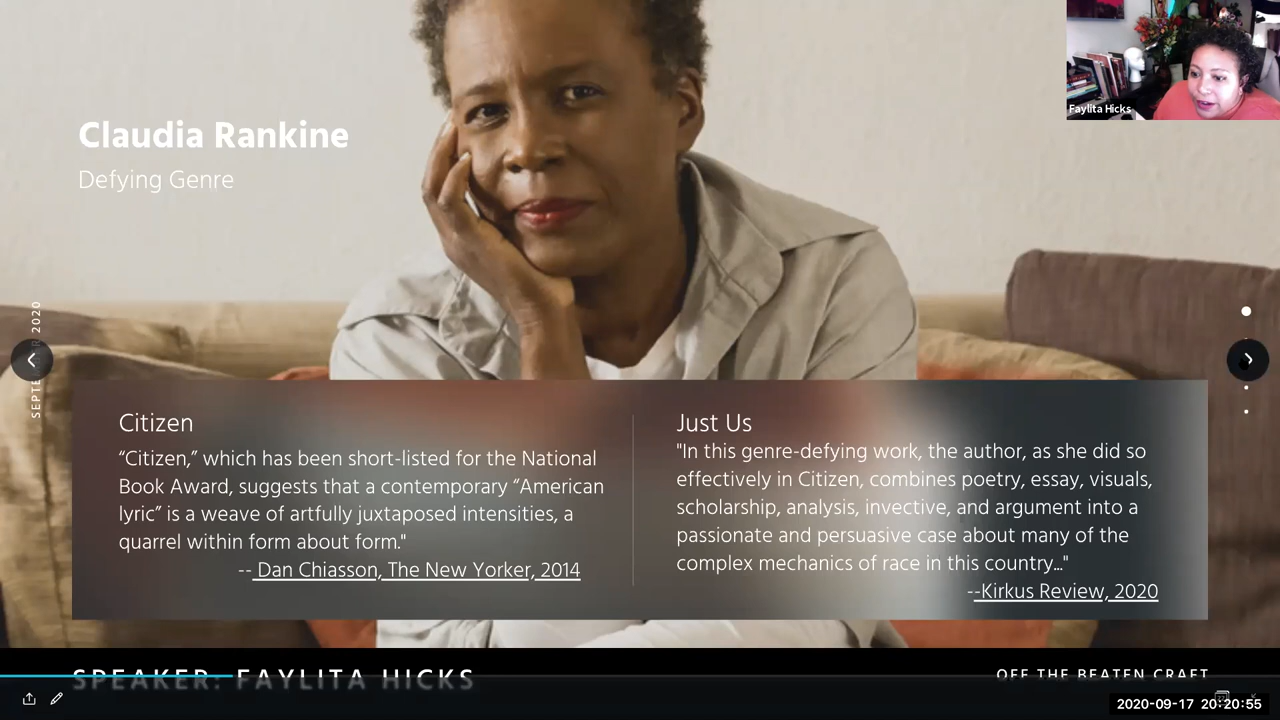 Faylita Hicks
Claudia Rankine
Defying Genre
2020
Citizen
“Citizen,” which has been short-listed for the National
Book Award, suggests that a contemporary “American
lyric” is a weave of artfully juxtaposed intensities, a
quarrel within form about form."
-- Dan Chiasson, The New Yorker, 2014
Just Us
"In this genre-defying work, the author, as she did so
effectively in Citizen, combines poetry, essay, visuals,
scholarship, analysis, invective, and argument into a
passionate and persuasive case about many of the
complex mechanics of race in this country..."
--Kirkus Review, 2020
SPEAKER: FAYLITA HICKS
OFF THE BEATEN CRAFT
2020-09-17 20:20:55